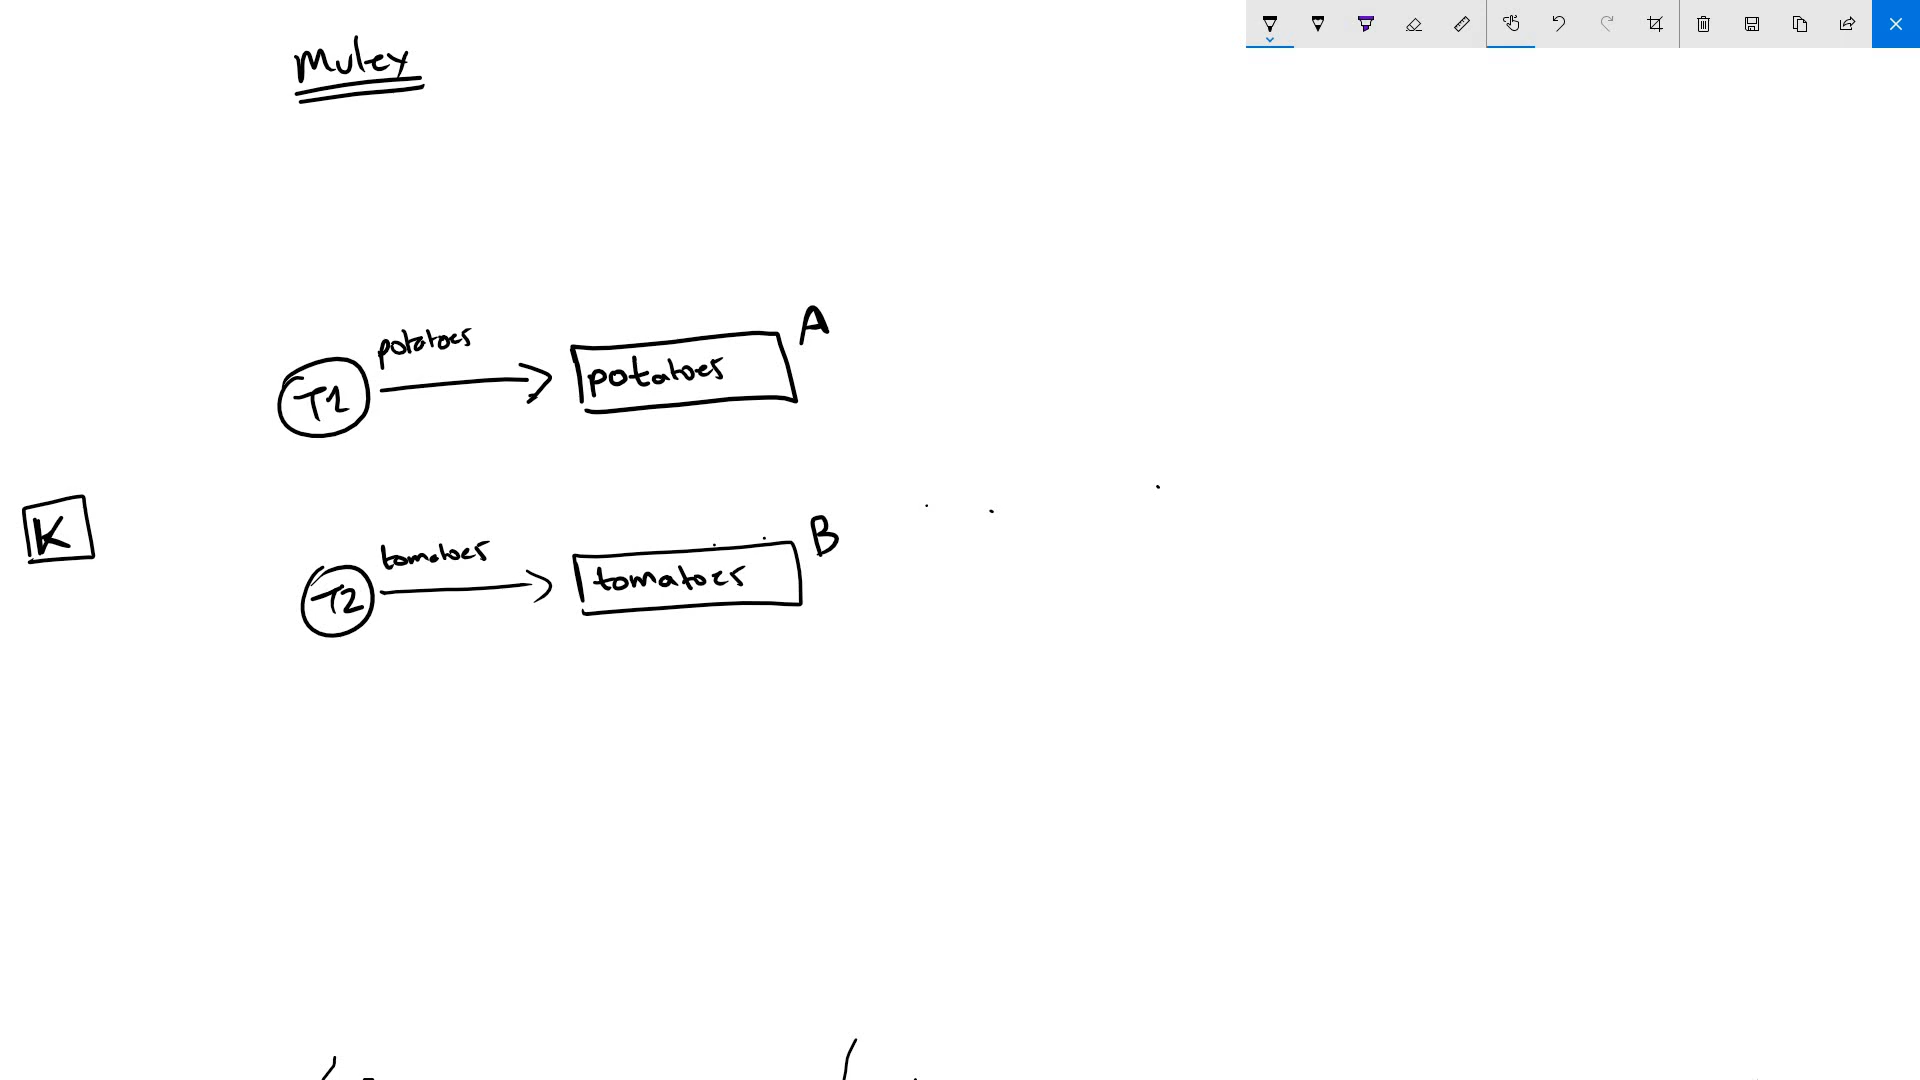 Mutex
potatoes
A
T1
potatoes
K
tomatoes
B
T2
tomatoes